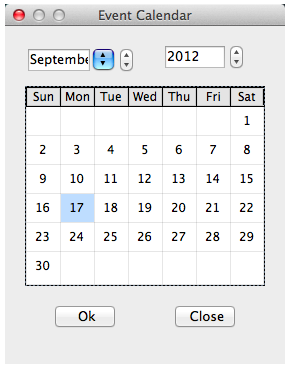 Event Calendar
Septembe 2012
Sun Mon Tue Wed Thu Fri Sat
1
2 3 4 5 6 7 8
9 10 11 12 13 14 15
16 17 18 19 20 21 22
23 24 25 26 27 28 29
30
Ok Close